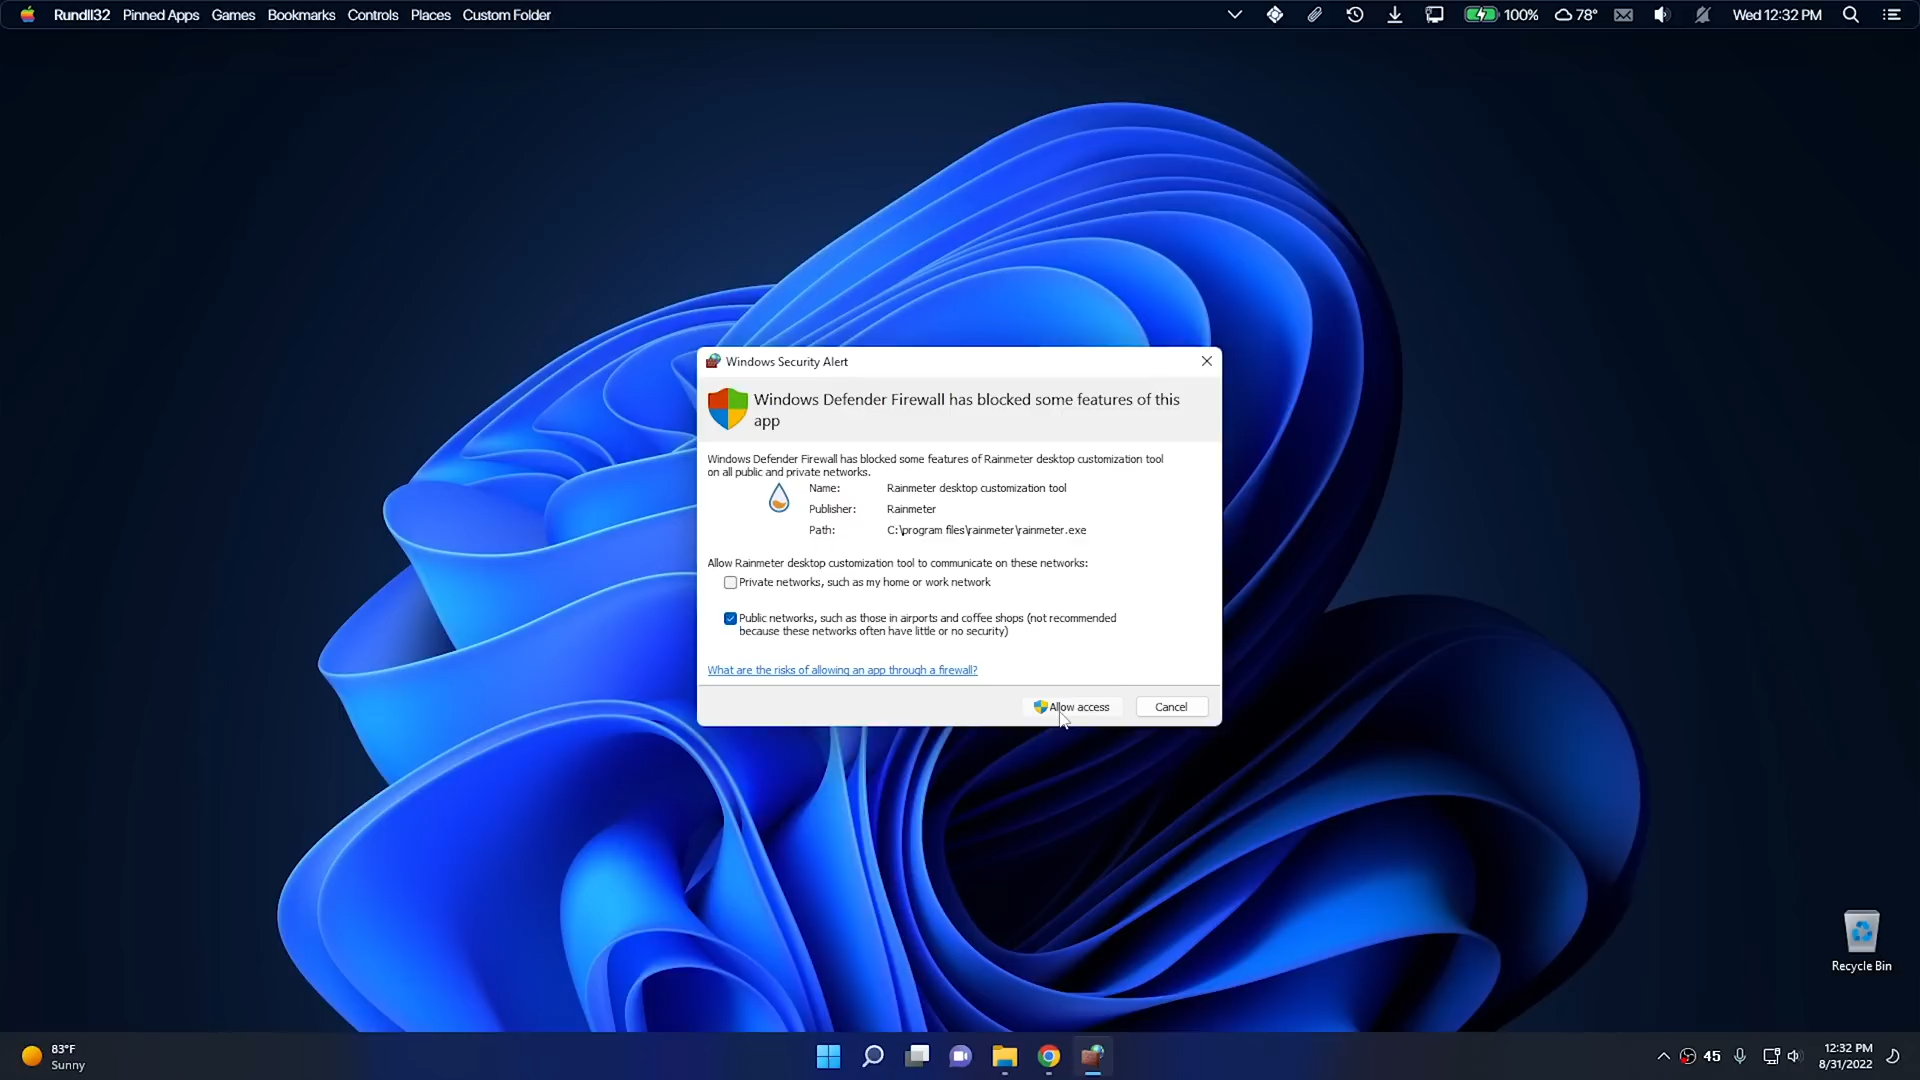 Rundll32 Pinned Apps Games Bookmarks Controls Places Custom Folder
100% 78° Wed 12:32 PM
Windows Security Alert
Windows Defender Firewall has blocked some features of this
app
Windows Defender Firewall has blocked some features of Rainmeter desktop customization tool
on all public and private networks.
Name: Rainmeter desktop customization tool
Publisher: Rainmeter
Path: C:\program files\rainmeter\rainmeter.exe
Allow Rainmeter desktop customization tool to communicate on these networks:
Private networks, such as my home or work network
Public networks, such as those in airports and coffee shops (not recommended
because these networks often have little or no security)
What are the risks of allowing an app through a firewall?
Allow access Cancel
Recycle Bin
83°F
Sunny
45
12:32 PM
8/31/2022